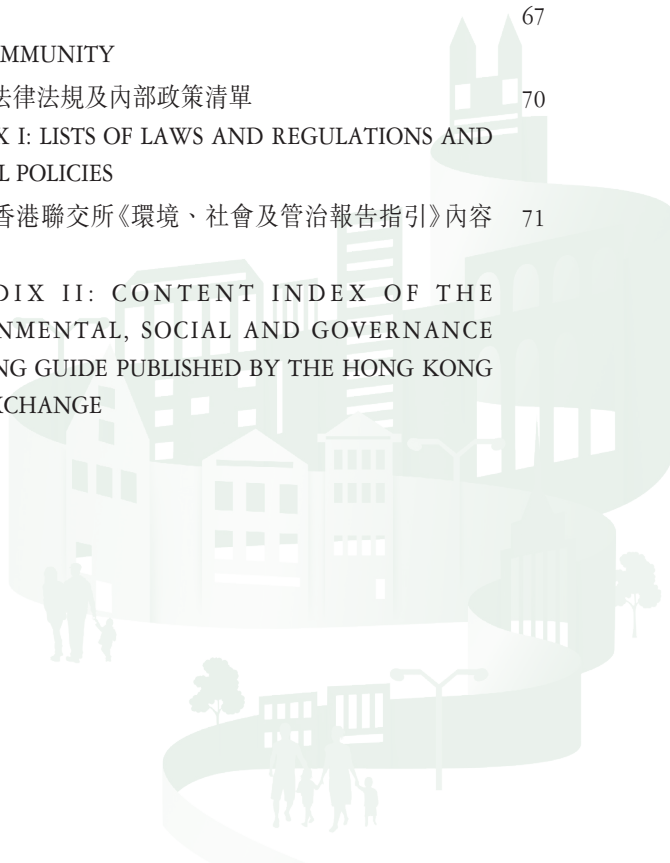 67
MMUNITY
法律法規及內部政策清單 70
X I: LISTS OF LAWS AND REGULATIONS AND
L POLICIES
香港聯交所《環境、社會及管治報告指引》內容 71
DIX II: CONTENT INDEX OF THE
NMENTAL, SOCIAL AND GOVERNANCE
NG GUIDE PUBLISHED BY THE HONG KONG
XCHANGE